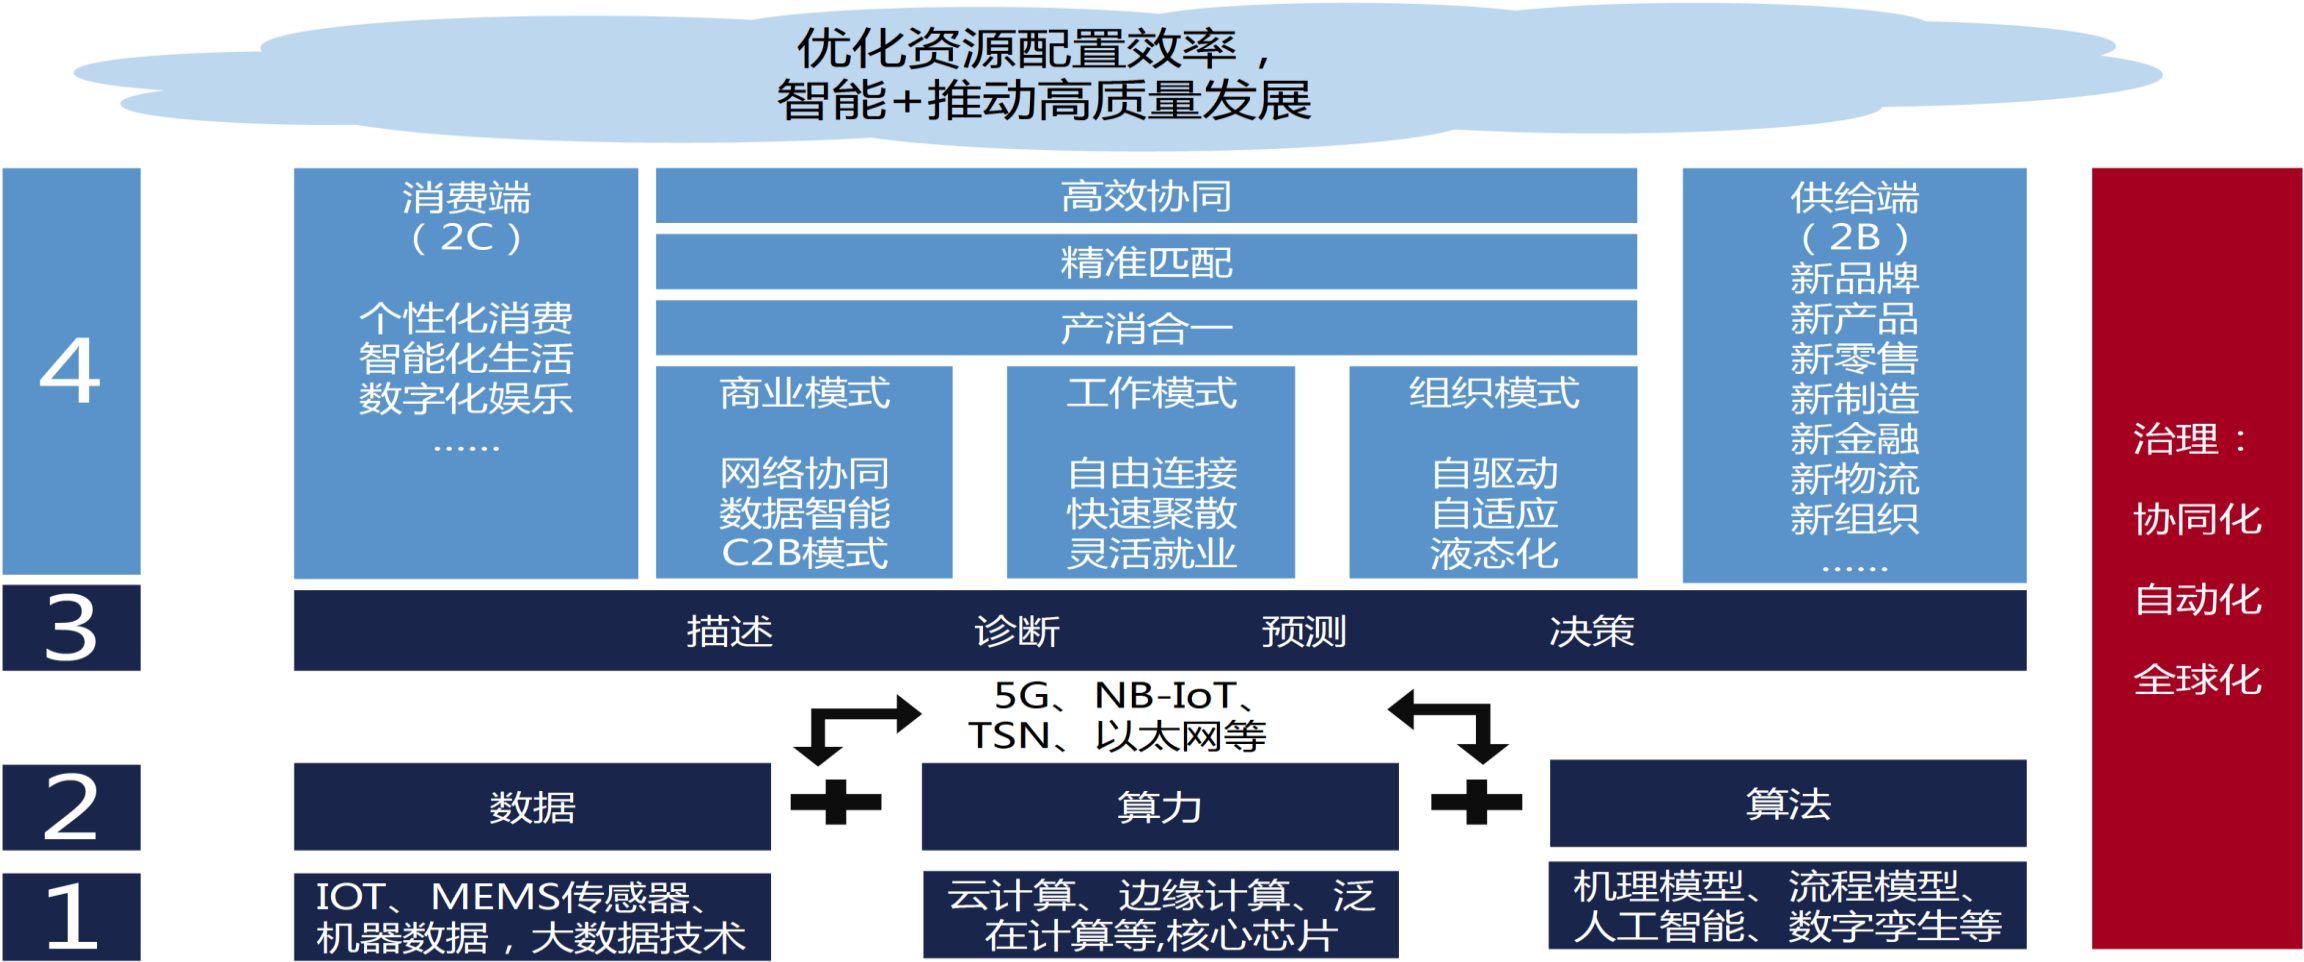 优化资源配置效率，
智能+推动高质量发展
4
消费端
（2C）
个性化消费
智能化生活
数字化娱乐
……
高效协同
精准匹配
产消合一
商业模式
网络协同
数据智能
C2B模式
工作模式
自由连接
快速聚散
灵活就业
组织模式
自驱动
自适应
液态化
供给端
（2B）
新品牌
新产品
新零售
新制造
新金融
新物流
新组织
……
治理：
协同化
自动化
全球化
3
描述 诊断 预测 决策
5G、NB-IoT、
TSN、以太网等
2
数据
算力
算法
1
IOT、MEMS传感器、
机器数据，大数据技术
云计算、边缘计算、泛
在计算等,核心芯片
机理模型、流程模型、
人工智能、数字孪生等